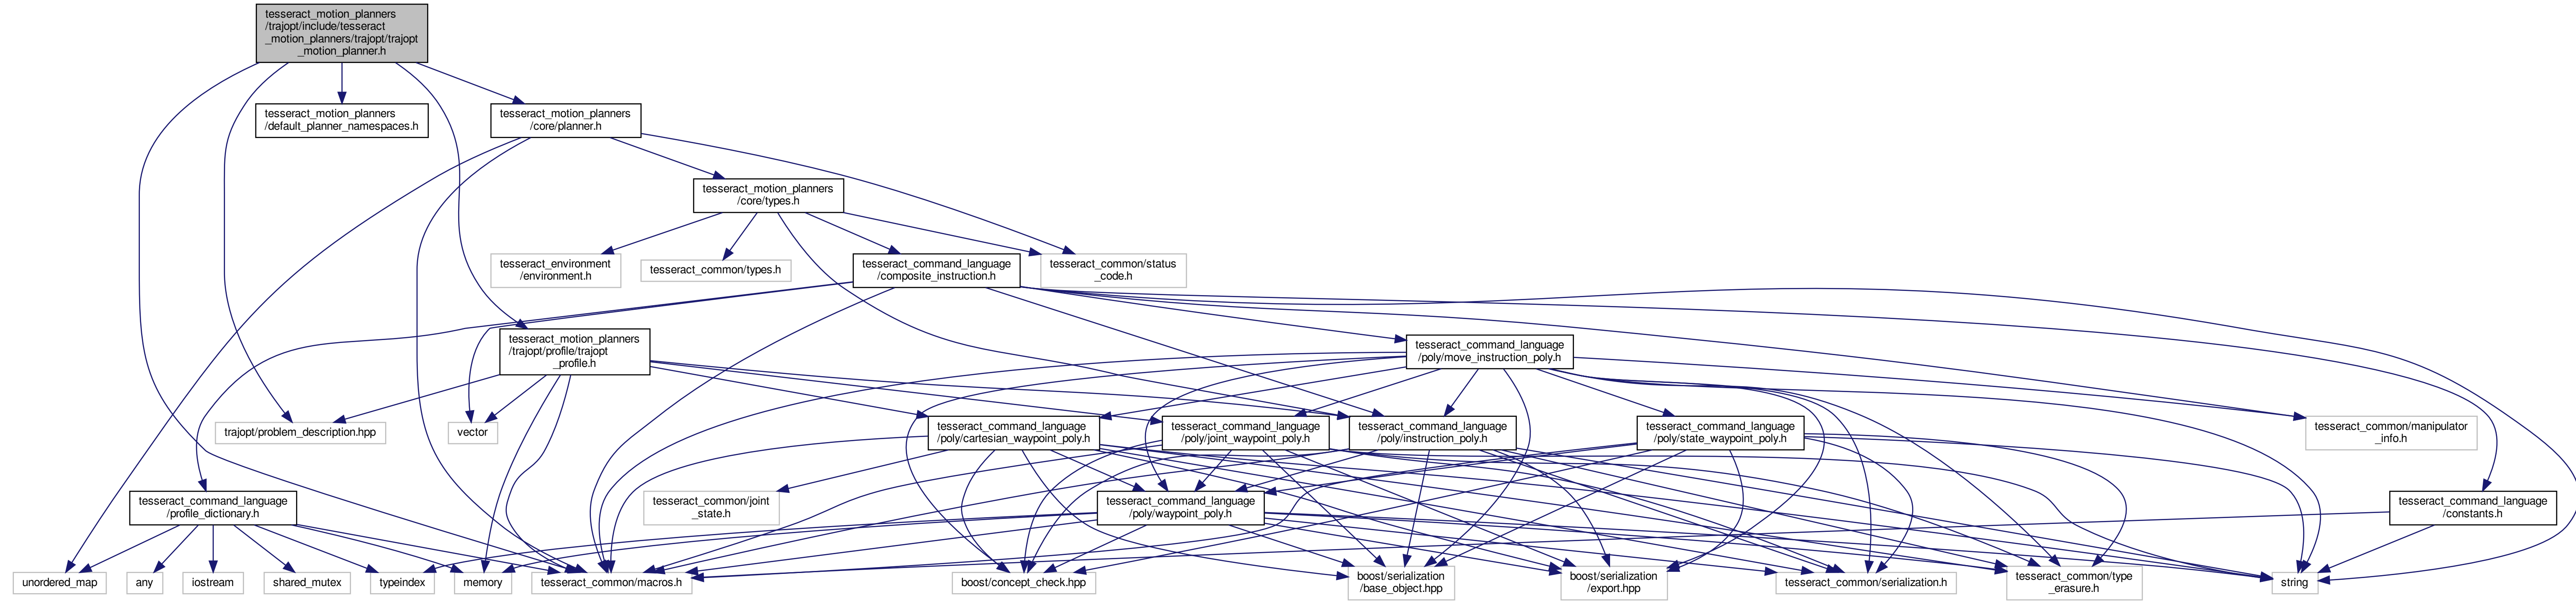 tesseract_motion_planners
/trajopt/include/tesseract
_motion_planners/trajopt/trajopt
_motion_planner.h
tesseract_motion_planners
/default_planner_namespaces.h
tesseract_motion_planners
/core/planner.h
tesseract_motion_planners
/core/types.h
tesseract_environment
/environment.h
tesseract_common/types.h
tesseract_command_language
/composite_instruction.h
tesseract_common/status
_code.h
tesseract_motion_planners
/trajopt/profile/trajopt
_profile.h
tesseract_command_language
/poly/move_instruction_poly.h
trajopt/problem_description.hpp
vector
tesseract_command_language
/poly/cartesian_waypoint_poly.h
tesseract_command_language
/poly/joint_waypoint_poly.h
tesseract_command_language
/poly/instruction_poly.h
tesseract_command_language
/poly/state_waypoint_poly.h
tesseract_common/manipulator
_info.h
tesseract_command_language
/profile_dictionary.h
tesseract_common/joint
_state.h
tesseract_command_language
/poly/waypoint_poly.h
tesseract_command_language
/constants.h
unordered_map
any
iostream
shared_mutex
typeindex
memory
tesseract_common/macros.h
boost/concept_check.hpp
boost/serialization
/base_object.hpp
boost/serialization
/export.hpp
tesseract_common/serialization.h
tesseract_common/type
_erasure.h
string